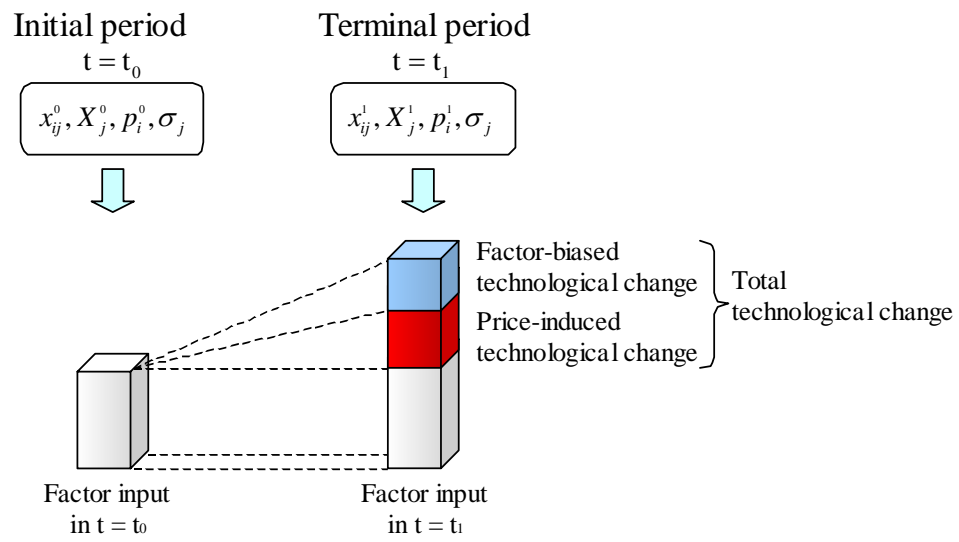 Initial period
t = t₀
x⁰ᵢⱼ, X⁰ⱼ, p⁰ᵢ, σⱼ
Terminal period
t = t₁
x¹ᵢⱼ, X¹ⱼ, p¹ᵢ, σⱼ
Factor-biased
technological change
Price-induced
technological change
Total
technological change
Factor input
in t = t₀
Factor input
in t = t₁